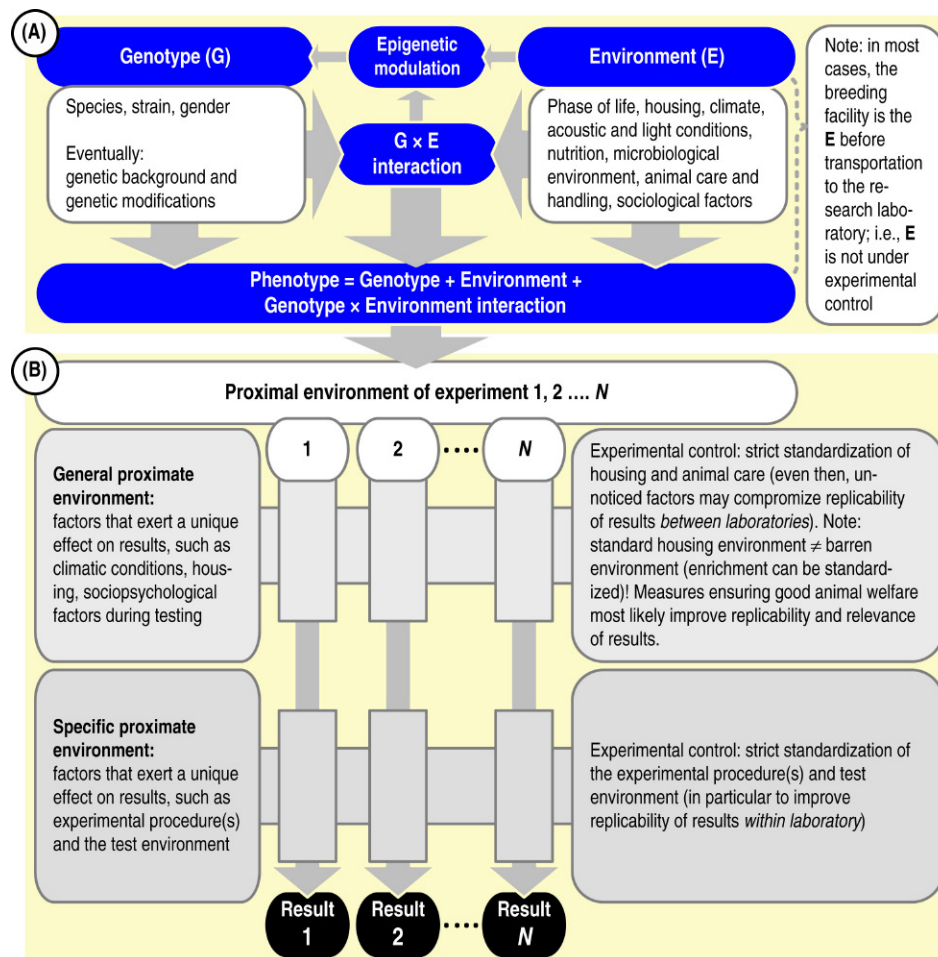 (A)
Genotype (G)
Epigenetic
modulation
Environment (E)
Species, strain, gender
Eventually:
genetic background and
genetic modifications
G × E
interaction
Phase of life, housing, climate,
acoustic and light conditions,
nutrition, microbiological
environment, animal care and
handling, sociological factors
Note: in most
cases, the
breeding
facility is the
E before
transportation
to the re-
search labo-
ratory; i.e., E
is not under
experimental
control
Phenotype = Genotype + Environment +
Genotype × Environment interaction
(B)
Proximal environment of experiment 1, 2 .... N
1
2
....
N
General proximate
environment:
factors that exert a unique
effect on results, such as
climatic conditions, hous-
ing, sociopsychological
factors during testing
Experimental control: strict standardization of
housing and animal care (even then, un-
noticed factors may compromize replicability
of results between laboratories). Note:
standard housing environment ≠ barren
environment (enrichment can be standard-
ized)! Measures ensuring good animal welfare
most likely improve replicability and relevance
of results.
Specific proximate
environment:
factors that exert a unique
effect on results, such as
experimental procedure(s)
and the test environment
Experimental control: strict standardization of
the experimental procedure(s) and test
environment (in particular to improve
replicability of results within laboratory)
Result
1
Result
2
....
Result
N